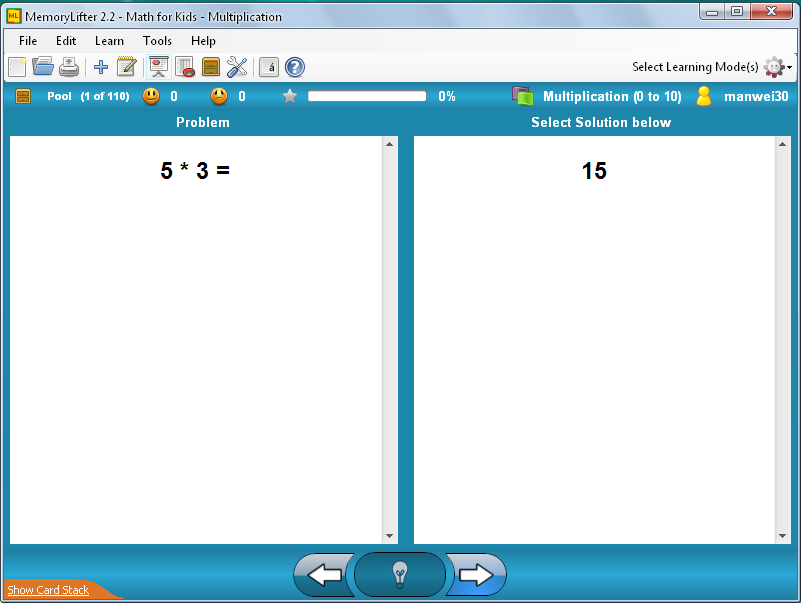 MemoryLifter 2.2 - Math for Kids - Multiplication
File Edit Learn Tools Help
á ? Select Learning Mode(s)
Pool (1 of 110) 0 0 0% Multiplication (0 to 10) manwei30
Problem Select Solution below
5 * 3 = 15
Show Card Stack